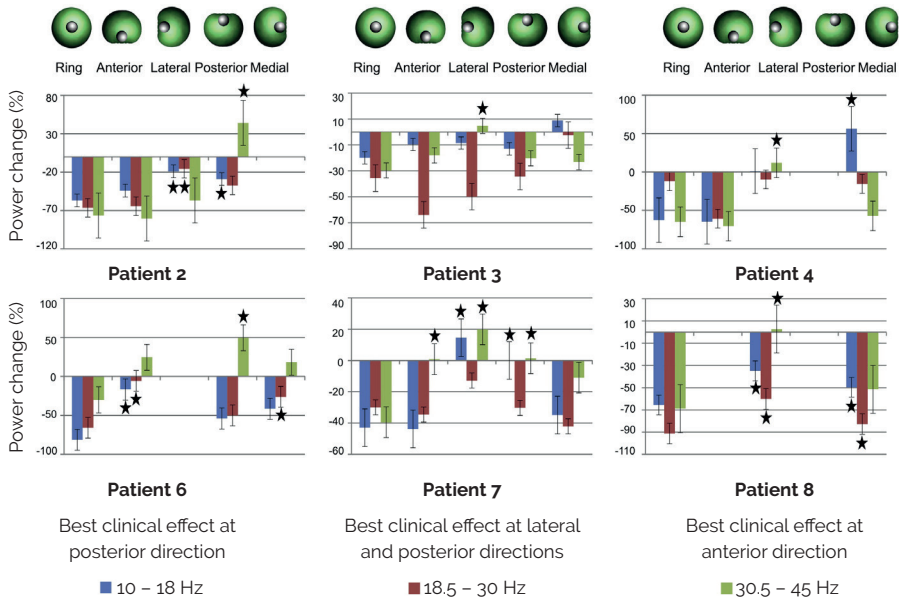 Ring Anterior Lateral Posterior Medial
Ring Anterior Lateral Posterior Medial
Ring Anterior Lateral Posterior Medial
Power change (%)
80
30
-20
-70
-120
Patient 2
30
10
-10
-30
-50
-70
-90
Patient 3
100
50
0
-50
-100
Patient 4
Power change (%)
100
50
0
-50
-100
Patient 6
40
20
0
-20
-40
-60
Patient 7
30
10
-10
-30
-50
-70
-90
-110
Patient 8
Best clinical effect at
posterior direction
Best clinical effect at lateral
and posterior directions
Best clinical effect at
anterior direction
10 – 18 Hz
18.5 – 30 Hz
30.5 – 45 Hz